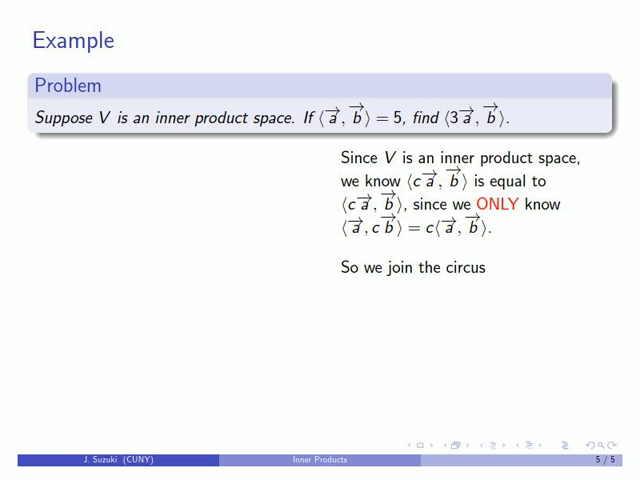 Example
Problem
Suppose V is an inner product space. If ⟨a⃗, b⃗⟩ = 5, find ⟨3a⃗, b⃗⟩.
Since V is an inner product space,
we know ⟨ca⃗, b⃗⟩ is equal to
⟨ca⃗, b⃗⟩, since we ONLY know
⟨a⃗, cb⃗⟩ = c⟨a⃗, b⃗⟩.
So we join the circus
J. Suzuki (CUNY) Inner Products 5 / 5